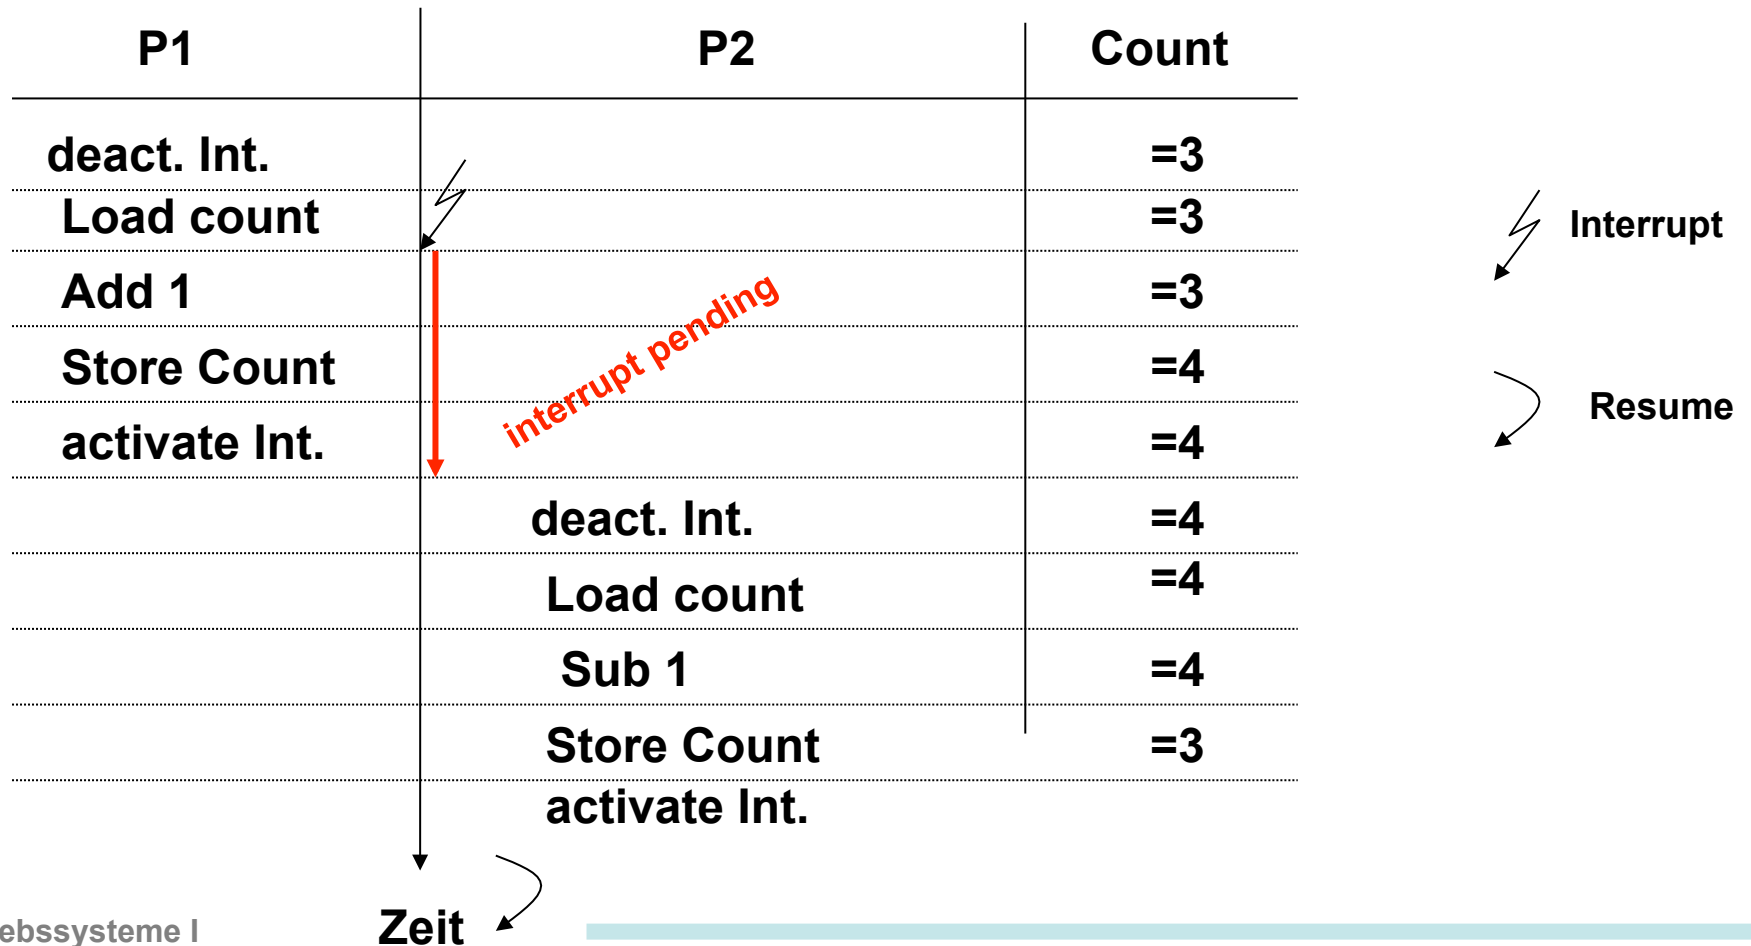 P1 P2 Count
deact. Int. =3
Load count =3
Interrupt
Add 1 =3
interrupt pending
Store Count =4
Resume
activate Int. =4
deact. Int. =4
Load count =4
Sub 1 =4
Store Count =3
activate Int.
Zeit
ebssysteme I